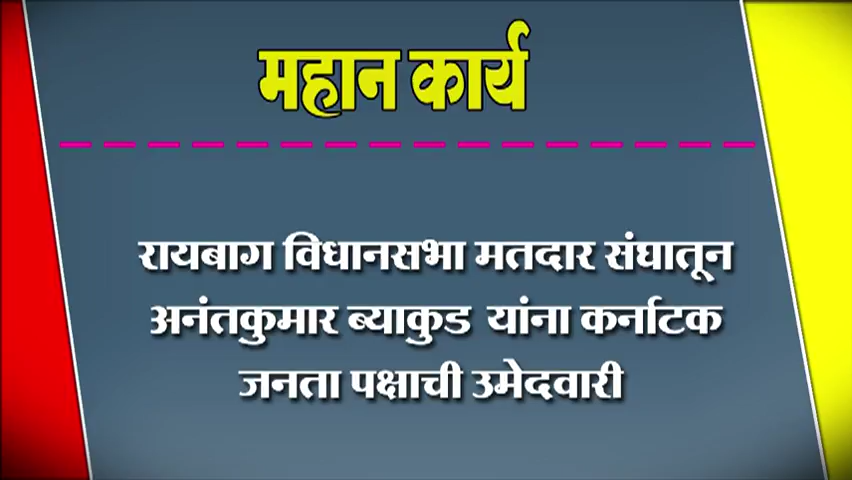 महान कार्य
रायबाग विधानसभा मतदार संघातून
अनंतकुमार ब्याकुड यांना कर्नाटक
जनता पक्षाची उमेदवारी